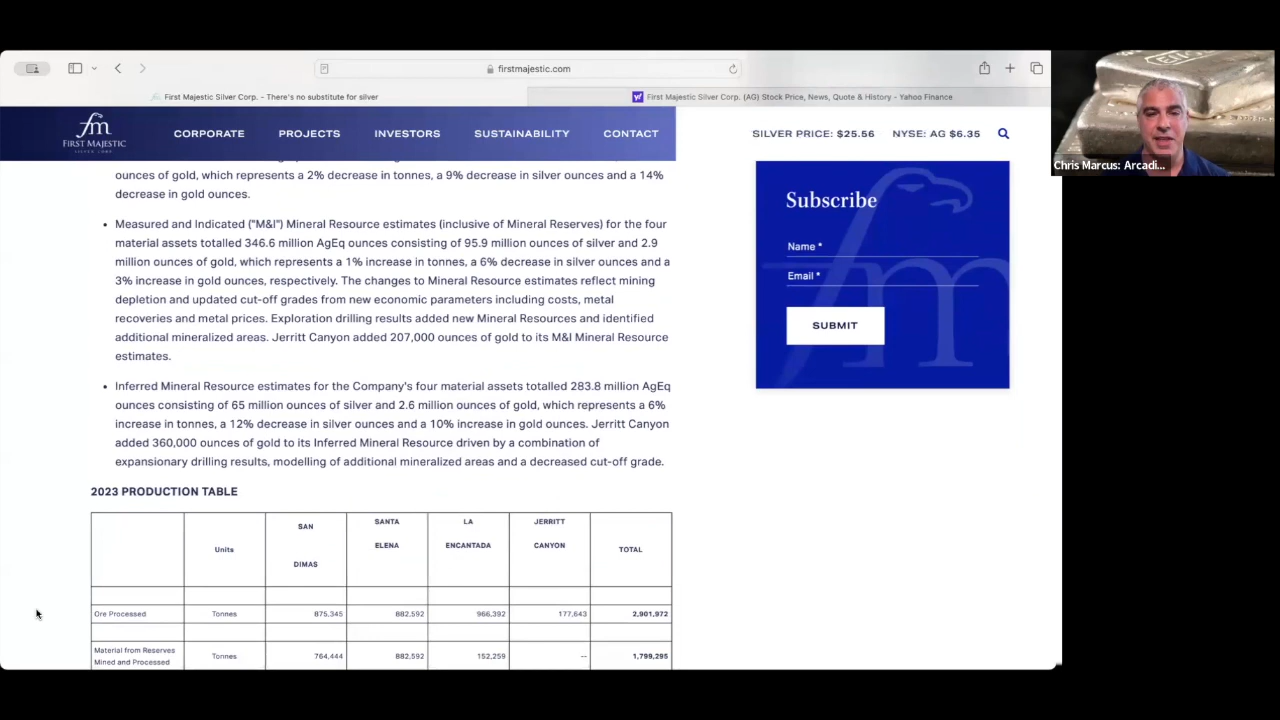 firstmajestic.com
First Majestic Silver Corp. - There's no substitute for silver
First Majestic Silver Corp. (AG) Stock Price, News, Quote & History - Yahoo Finance
fm
FIRST MAJESTIC
SILVER CORP.
CORPORATE
PROJECTS
INVESTORS
SUSTAINABILITY
CONTACT
SILVER PRICE: $25.56
NYSE: AG $6.35
Chris Marcus: Arcadi...
ounces of gold, which represents a 2% decrease in tonnes, a 9% decrease in silver ounces and a 14%
decrease in gold ounces.
• Measured and Indicated ("M&I") Mineral Resource estimates (inclusive of Mineral Reserves) for the four
material assets totalled 346.6 million AgEq ounces consisting of 95.9 million ounces of silver and 2.9
million ounces of gold, which represents a 1% increase in tonnes, a 6% decrease in silver ounces and a
3% increase in gold ounces, respectively. The changes to Mineral Resource estimates reflect mining
depletion and updated cut-off grades from new economic parameters including costs, metal
recoveries and metal prices. Exploration drilling results added new Mineral Resources and identified
additional mineralized areas. Jerritt Canyon added 207,000 ounces of gold to its M&I Mineral Resource
estimates.
• Inferred Mineral Resource estimates for the Company's four material assets totalled 283.8 million AgEq
ounces consisting of 65 million ounces of silver and 2.6 million ounces of gold, which represents a 6%
increase in tonnes, a 12% decrease in silver ounces and a 10% increase in gold ounces. Jerritt Canyon
added 360,000 ounces of gold to its Inferred Mineral Resource driven by a combination of
expansionary drilling results, modelling of additional mineralized areas and a decreased cut-off grade.
Subscribe
Name *
Email *
SUBMIT
2023 PRODUCTION TABLE
Units
SAN
DIMAS
SANTA
ELENA
LA
ENCANTADA
JERRITT
CANYON
TOTAL
Ore Processed Tonnes 875,345 882,592 966,392 177,643 2,901,972
Material from Reserves
Mined and Processed Tonnes 764,444 882,592 152,259 -- 1,799,295